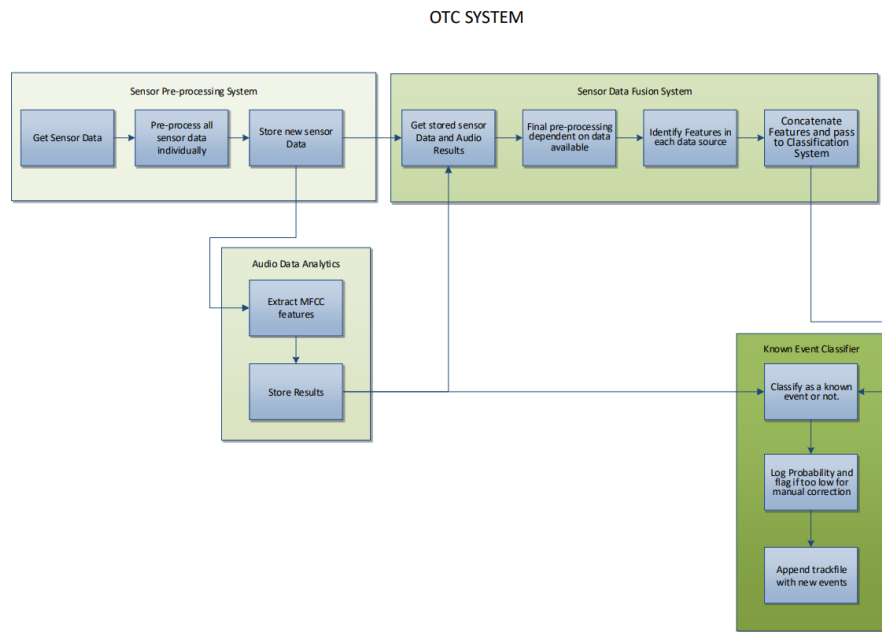 OTC SYSTEM
Sensor Pre-processing System
Get Sensor Data
Pre-process all
sensor data
individually
Store new sensor
Data
Sensor Data Fusion System
Get stored sensor
Data and Audio
Results
Final pre-processing
dependent on data
available
Identify Features in
each data source
Concatenate
Features and pass
to Classification
System
Audio Data Analytics
Extract MFCC
features
Store Results
Known Event Classifier
Classify as a known
event or not.
Log Probability and
flag if too low for
manual correction
Append trackfile
with new events